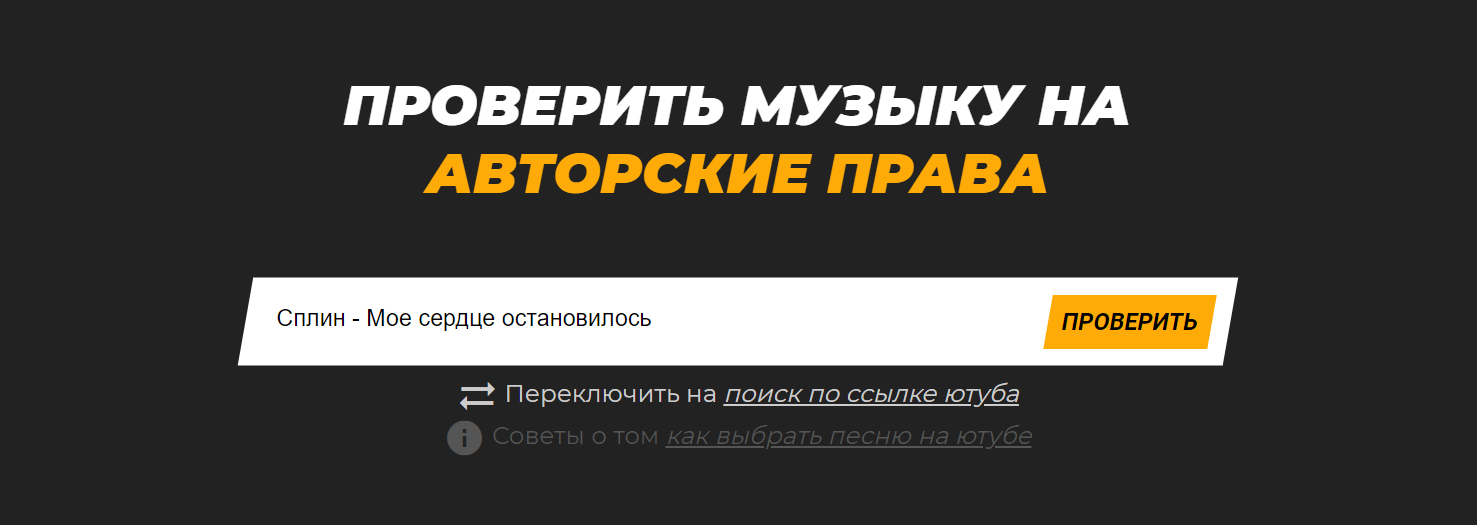 ПРОВЕРИТЬ МУЗЫКУ НА
АВТОРСКИЕ ПРАВА
Сплин - Мое сердце остановилось
ПРОВЕРИТЬ
Переключить на поиск по ссылке ютуба
Советы о том как выбрать песню на ютубе